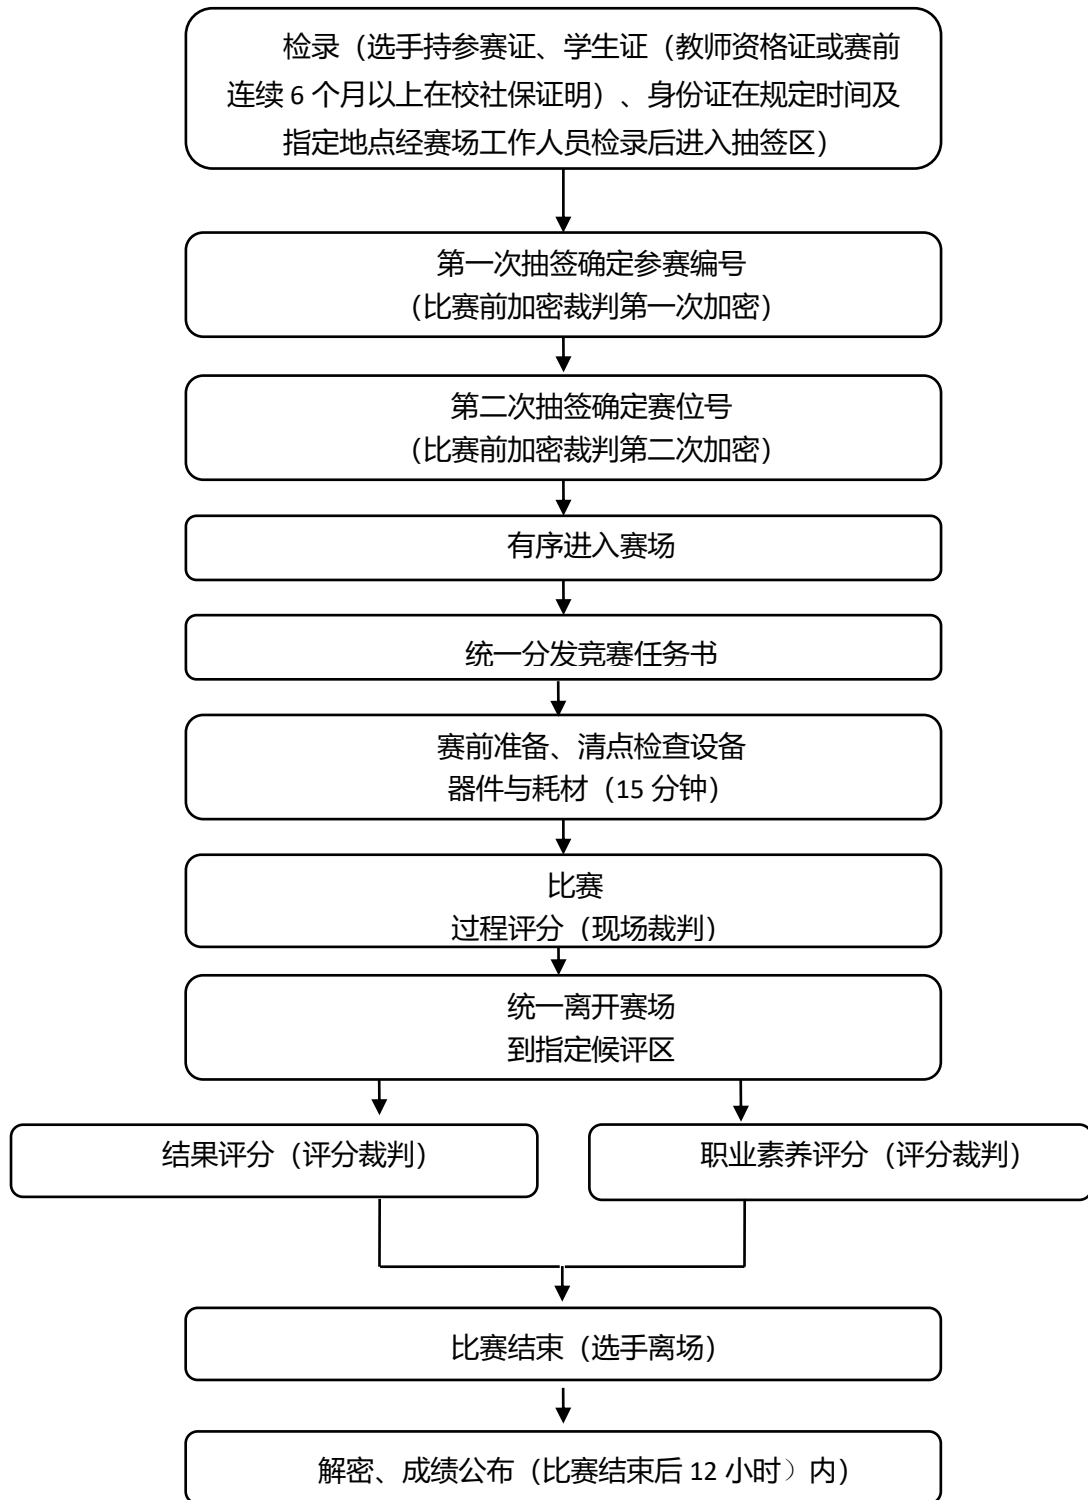 检录（选手持参赛证、学生证（教师资格证或赛前
连续 6 个月以上在校社保证明）、身份证在规定时间及
指定地点经赛场工作人员检录后进入抽签区）
第一次抽签确定参赛编号
（比赛前加密裁判第一次加密）
第二次抽签确定赛位号
（比赛前加密裁判第二次加密）
有序进入赛场
统一分发竞赛任务书
赛前准备、清点检查设备
器件与耗材（15 分钟）
比赛
过程评分（现场裁判）
统一离开赛场
到指定候评区
结果评分（评分裁判）
职业素养评分（评分裁判）
比赛结束（选手离场）
解密、成绩公布（比赛结束后 12 小时）内）